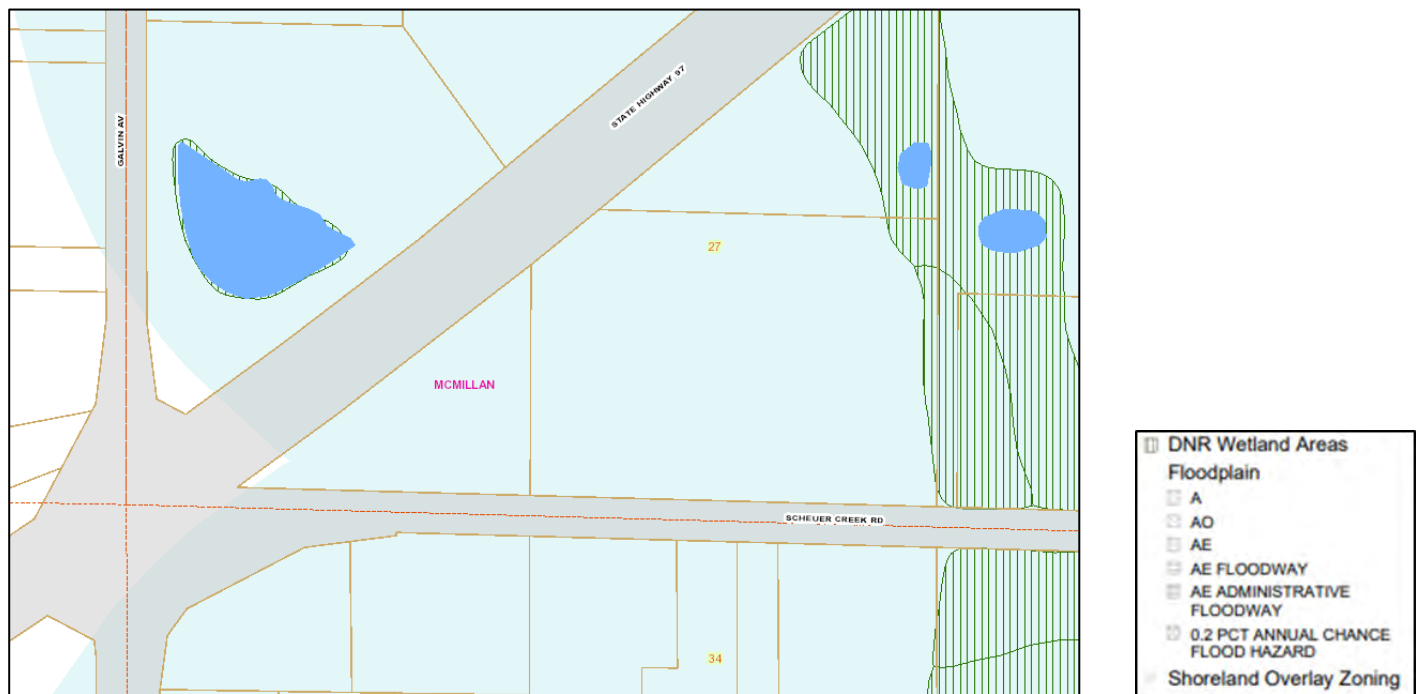 GALVIN AV
STATE HIGHWAY 97
27
MCMILLAN
SCHEUER CREEK RD
34
DNR Wetland Areas
Floodplain
A
AO
AE
AE FLOODWAY
AE ADMINISTRATIVE
FLOODWAY
0.2 PCT ANNUAL CHANCE
FLOOD HAZARD
Shoreland Overlay Zoning